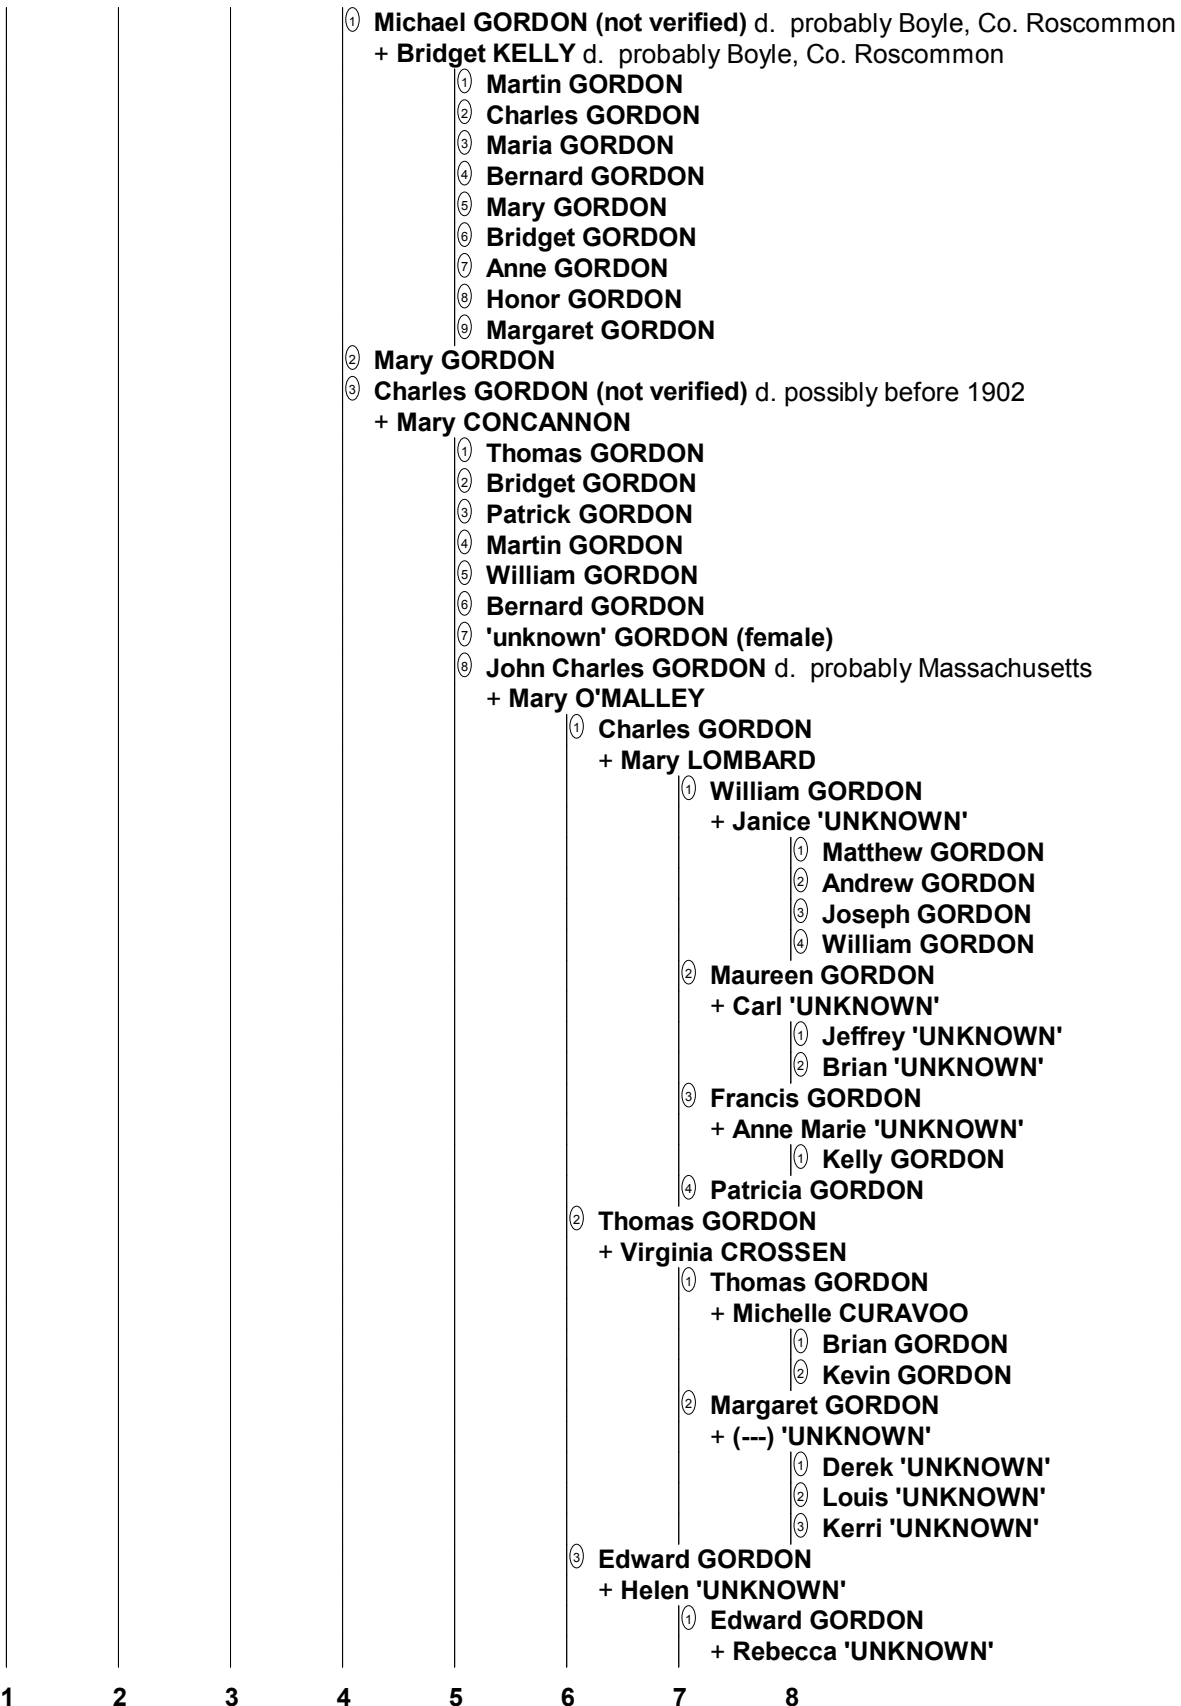 ① Michael GORDON (not verified) d. probably Boyle, Co. Roscommon
+ Bridget KELLY d. probably Boyle, Co. Roscommon
① Martin GORDON
② Charles GORDON
③ Maria GORDON
④ Bernard GORDON
⑤ Mary GORDON
⑥ Bridget GORDON
⑦ Anne GORDON
⑧ Honor GORDON
⑨ Margaret GORDON
② Mary GORDON
③ Charles GORDON (not verified) d. possibly before 1902
+ Mary CONCANNON
① Thomas GORDON
② Bridget GORDON
③ Patrick GORDON
④ Martin GORDON
⑤ William GORDON
⑥ Bernard GORDON
⑦ 'unknown' GORDON (female)
⑧ John Charles GORDON d. probably Massachusetts
+ Mary O'MALLEY
① Charles GORDON
+ Mary LOMBARD
① William GORDON
+ Janice 'UNKNOWN'
① Matthew GORDON
② Andrew GORDON
③ Joseph GORDON
④ William GORDON
② Maureen GORDON
+ Carl 'UNKNOWN'
① Jeffrey 'UNKNOWN'
② Brian 'UNKNOWN'
③ Francis GORDON
+ Anne Marie 'UNKNOWN'
① Kelly GORDON
④ Patricia GORDON
② Thomas GORDON
+ Virginia CROSSEN
① Thomas GORDON
+ Michelle CURAVOO
① Brian GORDON
② Kevin GORDON
② Margaret GORDON
+ (---) 'UNKNOWN'
① Derek 'UNKNOWN'
② Louis 'UNKNOWN'
③ Kerri 'UNKNOWN'
③ Edward GORDON
+ Helen 'UNKNOWN'
① Edward GORDON
+ Rebecca 'UNKNOWN'
1 2 3 4 5 6 7 8